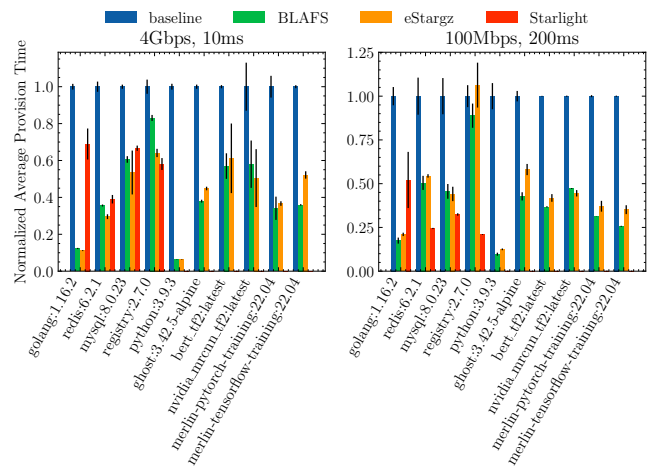 baseline BLAFS eStargz Starlight
4Gbps, 10ms
100Mbps, 200ms
Normalized Average Provision Time
1.0
0.8
0.6
0.4
0.2
0.0
1.25
1.00
0.75
0.50
0.25
0.00
golang:1.16.2
redis:6.2.1
mysql:8.0.23
registry:2.7.0
python:3.9.3
ghost:3.42.5-alpine
bert_tf2:latest
nvidia_mrcnn_tf2:latest
merlin-pytorch-training:22.04
merlin-tensorflow-training:22.04
golang:1.16.2
redis:6.2.1
mysql:8.0.23
registry:2.7.0
python:3.9.3
ghost:3.42.5-alpine
bert_tf2:latest
nvidia_mrcnn_tf2:latest
merlin-pytorch-training:22.04
merlin-tensorflow-training:22.04